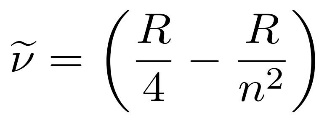 ν̃ = (R/4 − R/n²)